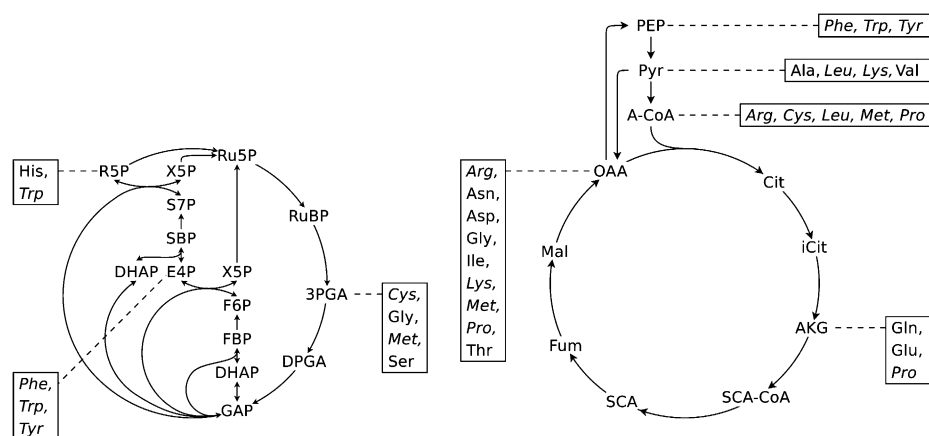 PEP
Phe, Trp, Tyr
Pyr
Ala, Leu, Lys, Val
A-CoA
Arg, Cys, Leu, Met, Pro
His,
Trp
R5P
X5P
Ru5P
S7P
RuBP
SBP
DHAP
E4P
X5P
F6P
3PGA
Cys,
Gly,
Met,
Ser
FBP
DHAP
DPGA
GAP
Phe,
Trp,
Tyr
Arg,
Asn,
Asp,
Gly,
Ile,
Lys,
Met,
Pro,
Thr
OAA
Cit
Mal
iCit
Fum
AKG
Gln,
Glu,
Pro
SCA
SCA-CoA